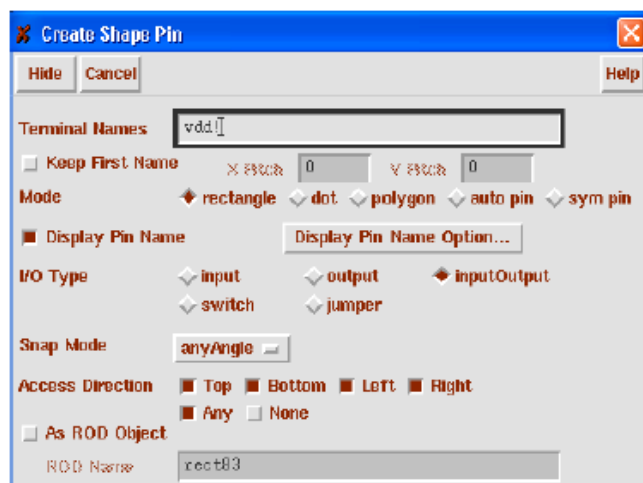 Create Shape Pin
Hide Cancel Help
Terminal Names vdd!
Keep First Name X Pitch 0 Y Pitch 0
Mode rectangle dot polygon auto pin sym pin
Display Pin Name Display Pin Name Option...
I/O Type input output inputOutput
switch jumper
Snap Mode anyAngle
Access Direction Top Bottom Left Right
Any None
As ROD Object
ROD Name rect83